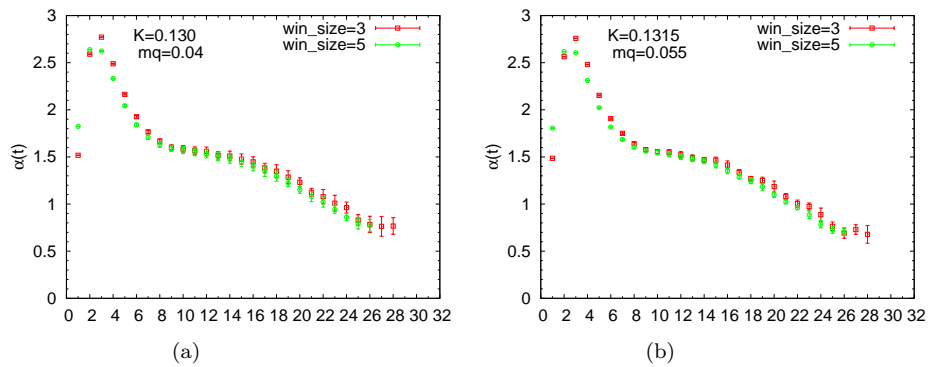 K=0.130
mq=0.04
win_size=3
win_size=5
α(t)
3
2.5
2
1.5
1
0.5
0
0 2 4 6 8 10 12 14 16 18 20 22 24 26 28 30 32
(a)
K=0.1315
mq=0.055
win_size=3
win_size=5
α(t)
3
2.5
2
1.5
1
0.5
0
0 2 4 6 8 10 12 14 16 18 20 22 24 26 28 30 32
(b)